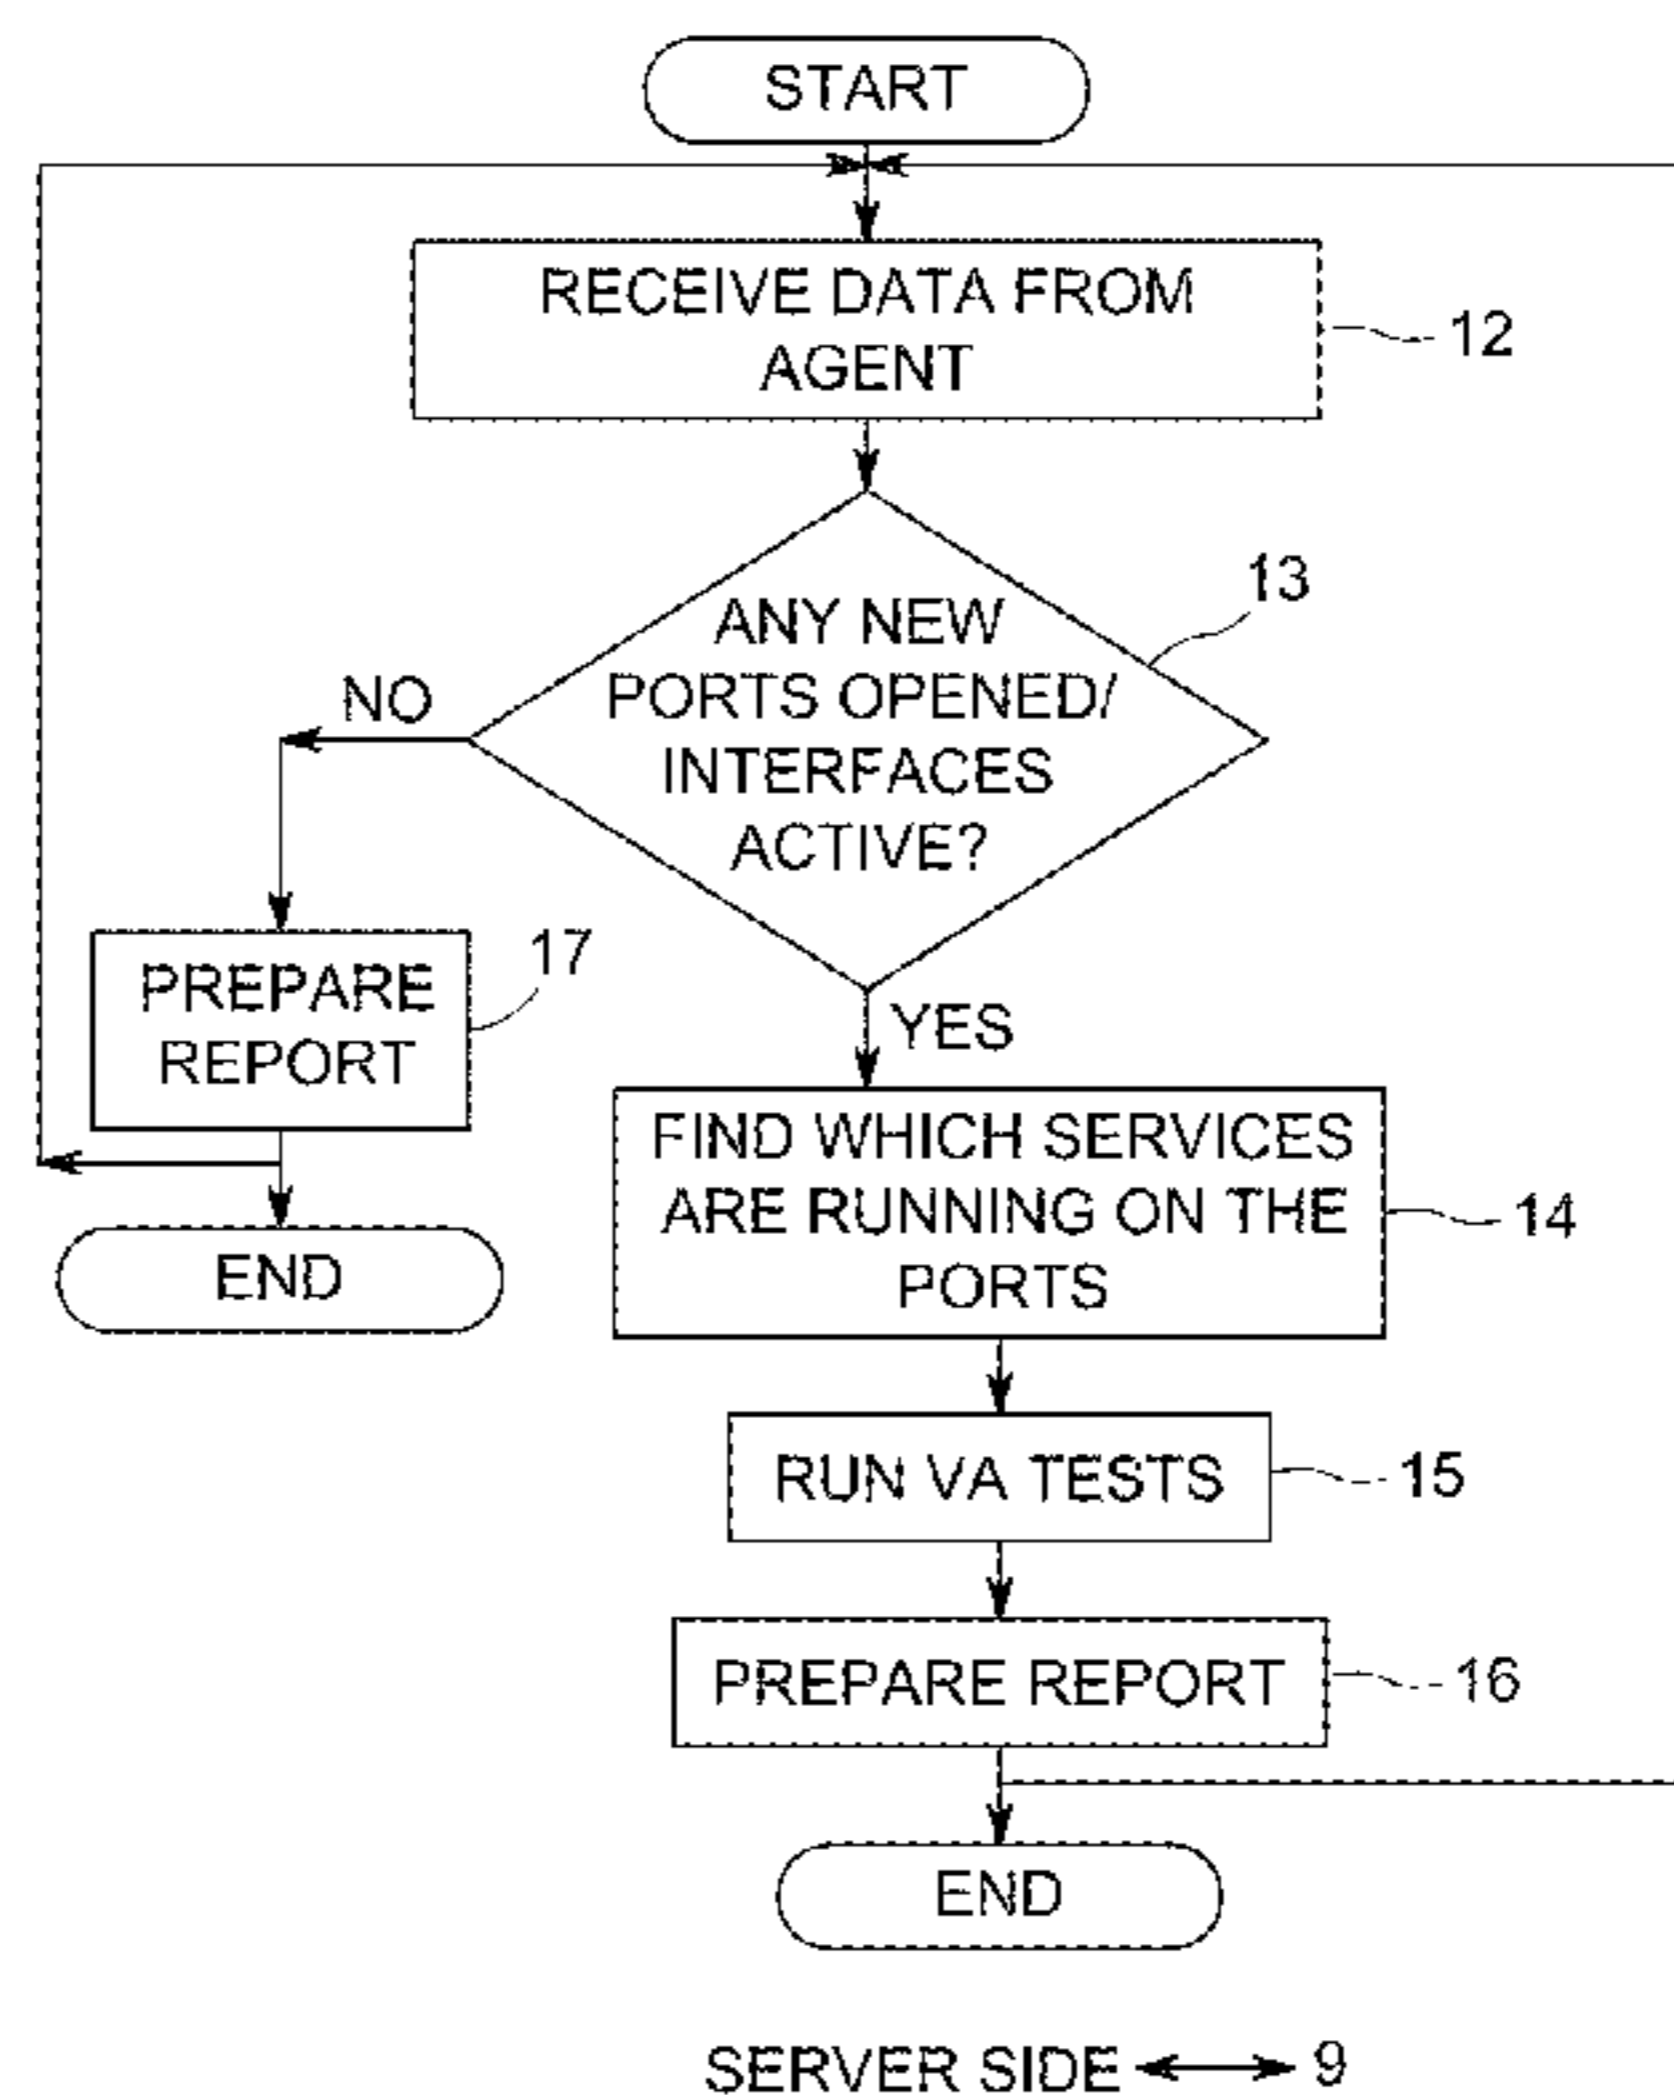 START
RECEIVE DATA FROM
AGENT
12
13
ANY NEW
PORTS OPENED/
INTERFACES
ACTIVE?
NO
YES
17
PREPARE
REPORT
END
FIND WHICH SERVICES
ARE RUNNING ON THE
PORTS
14
RUN VA TESTS
15
PREPARE REPORT
16
END
SERVER SIDE 9